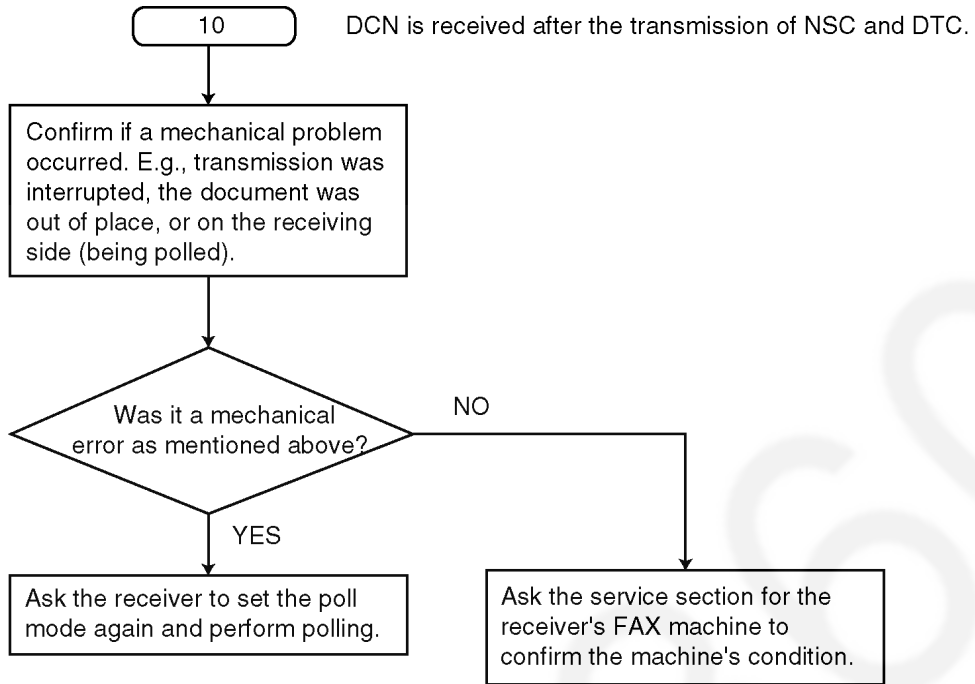 10
DCN is received after the transmission of NSC and DTC.
Confirm if a mechanical problem
occurred. E.g., transmission was
interrupted, the document was
out of place, or on the receiving
side (being polled).
Was it a mechanical
error as mentioned above?
NO
YES
Ask the receiver to set the poll
mode again and perform polling.
Ask the service section for the
receiver's FAX machine to
confirm the machine's condition.